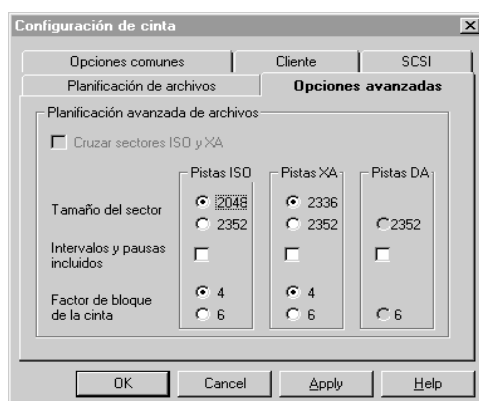 Configuración de cinta
Opciones comunes Cliente SCSI
Planificación de archivos Opciones avanzadas
Planificación avanzada de archivos
Cruzar sectores ISO y XA
Pistas ISO Pistas XA Pistas DA
Tamaño del sector
2048 2336
2352 2352 2352
Intervalos y pausas
incluidos
Factor de bloque
de la cinta
4 4
6 6 6
OK Cancel Apply Help